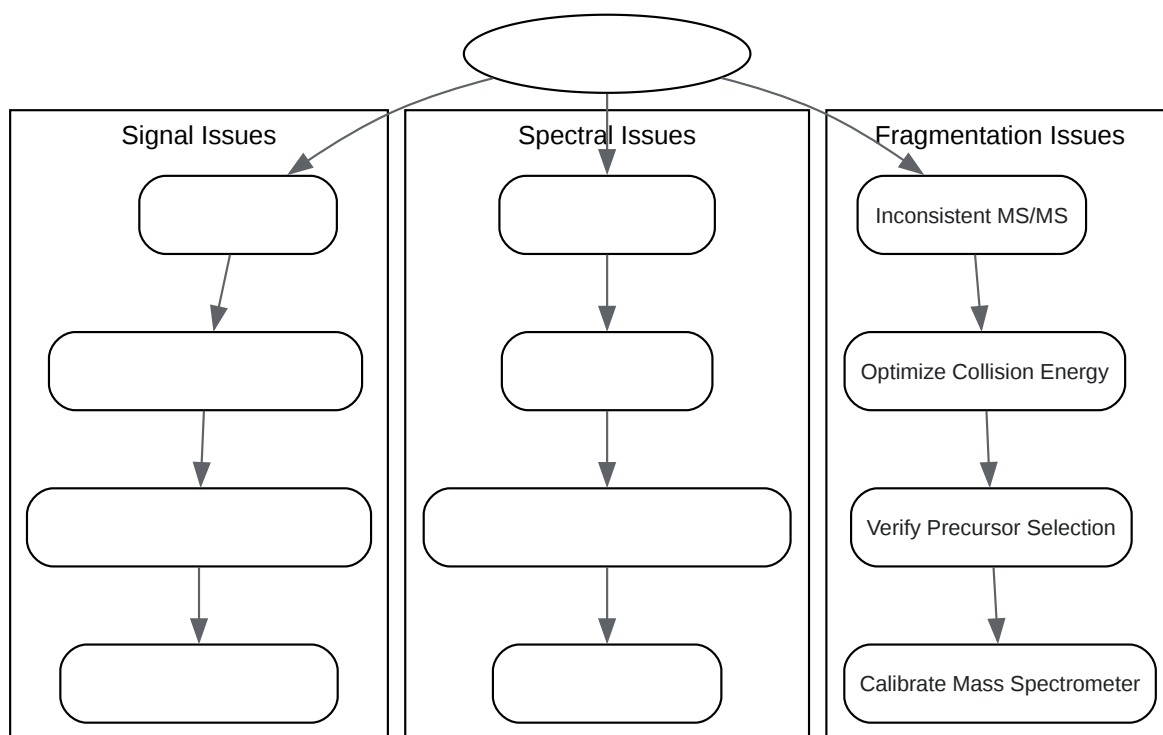 Signal Issues
Spectral Issues
Fragmentation Issues
Inconsistent MS/MS
Optimize Collision Energy
Verify Precursor Selection
Calibrate Mass Spectrometer